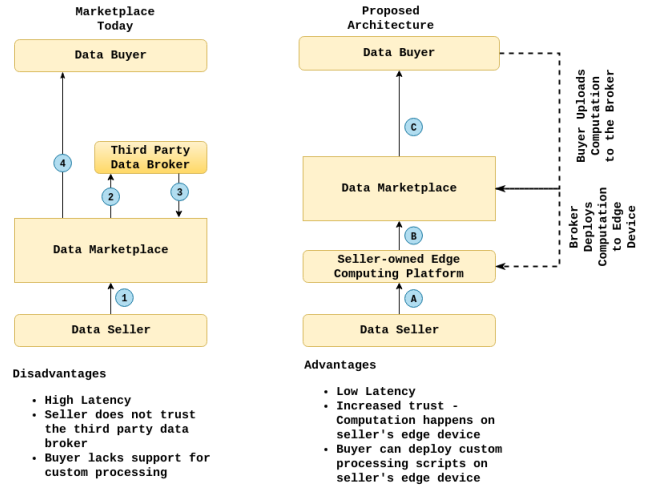 Marketplace
Today
Data Buyer
4
Third Party
Data Broker
2
3
Data Marketplace
1
Data Seller
Disadvantages
• High Latency
• Seller does not trust
the third party data
broker
• Buyer lacks support for
custom processing
Proposed
Architecture
Data Buyer
C
Data Marketplace
B
Seller-owned Edge
Computing Platform
A
Data Seller
Buyer Uploads
Computation
to the Broker
Broker
Deploys
Computation
to Edge
Device
Advantages
• Low Latency
• Increased trust -
Computation happens on
seller's edge device
• Buyer can deploy custom
processing scripts on
seller's edge device